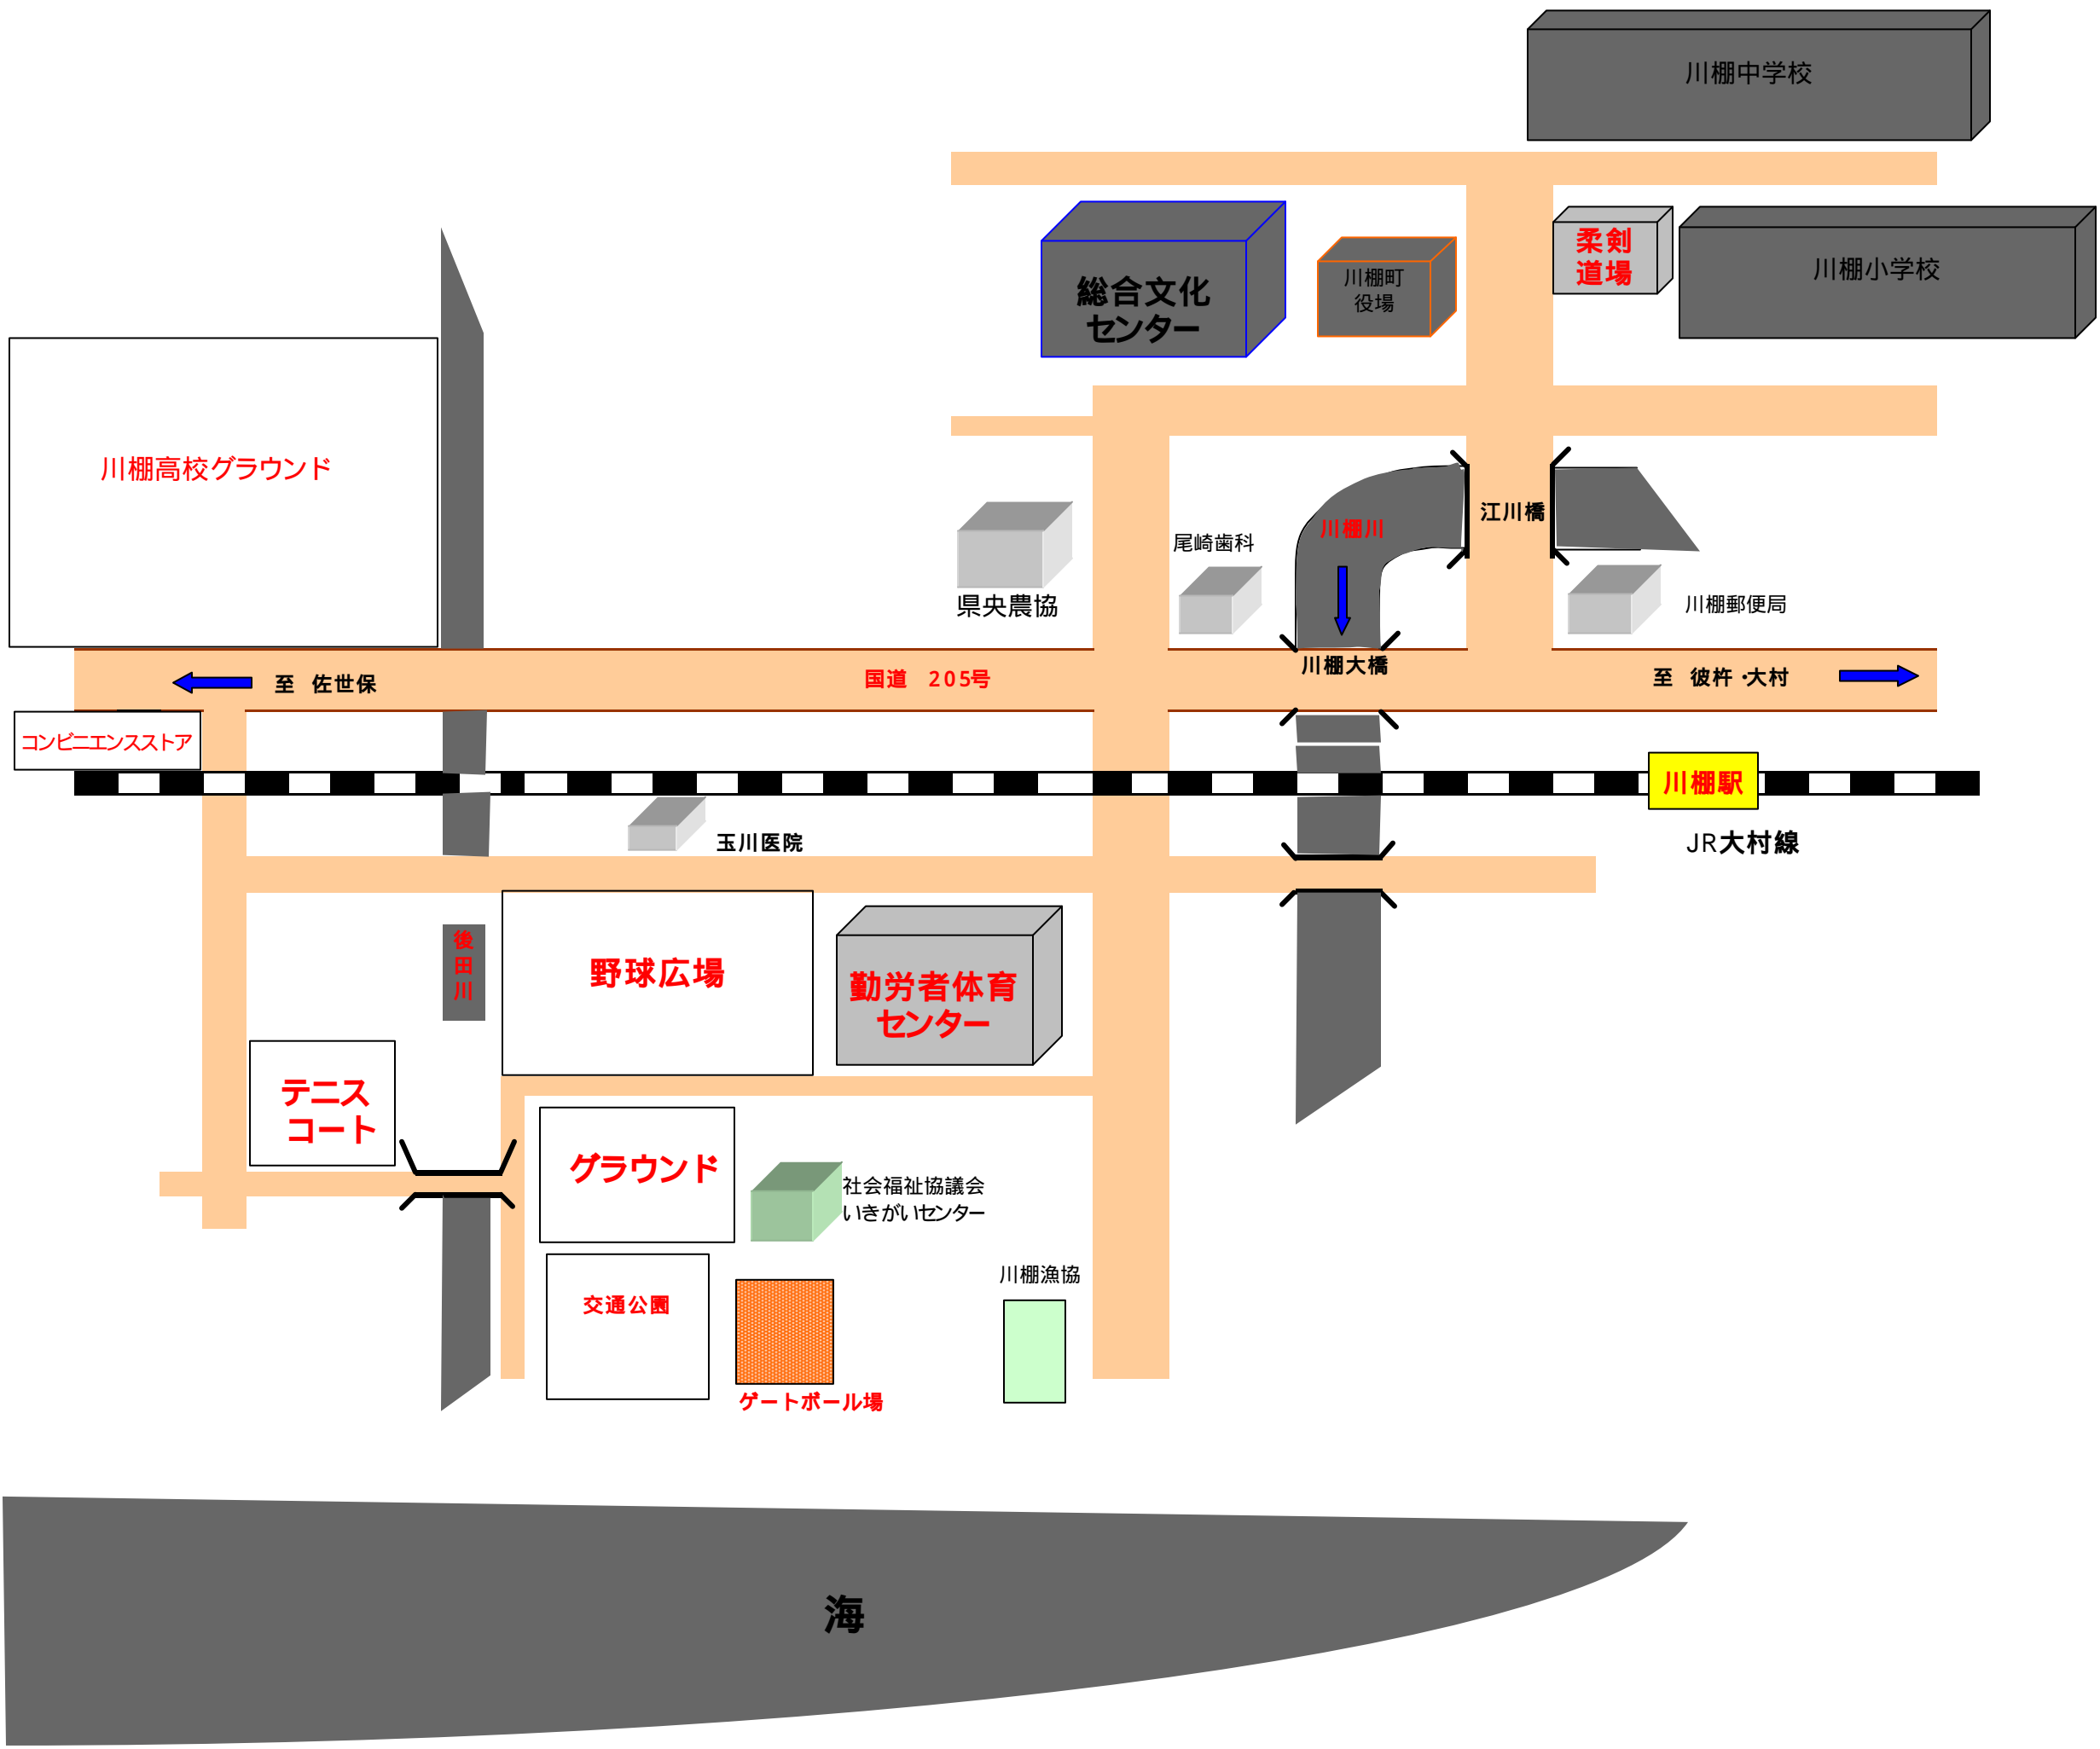 川棚中学校
柔剣
道場
川棚小学校
川棚町
役場
総合文化
センター
川棚高校グラウンド
江川橋
川棚川
尾崎歯科
県央農協
川棚郵便局
川棚大橋
至 佐世保
国道 205号
至 彼杵・大村
コンビニエンスストア
川棚駅
JR大村線
玉川医院
後
田
川
野球広場
勤労者体育
センター
テニス
コート
グラウンド
社会福祉協議会
いきがいセンター
川棚漁協
交通公園
ゲートボール場
海